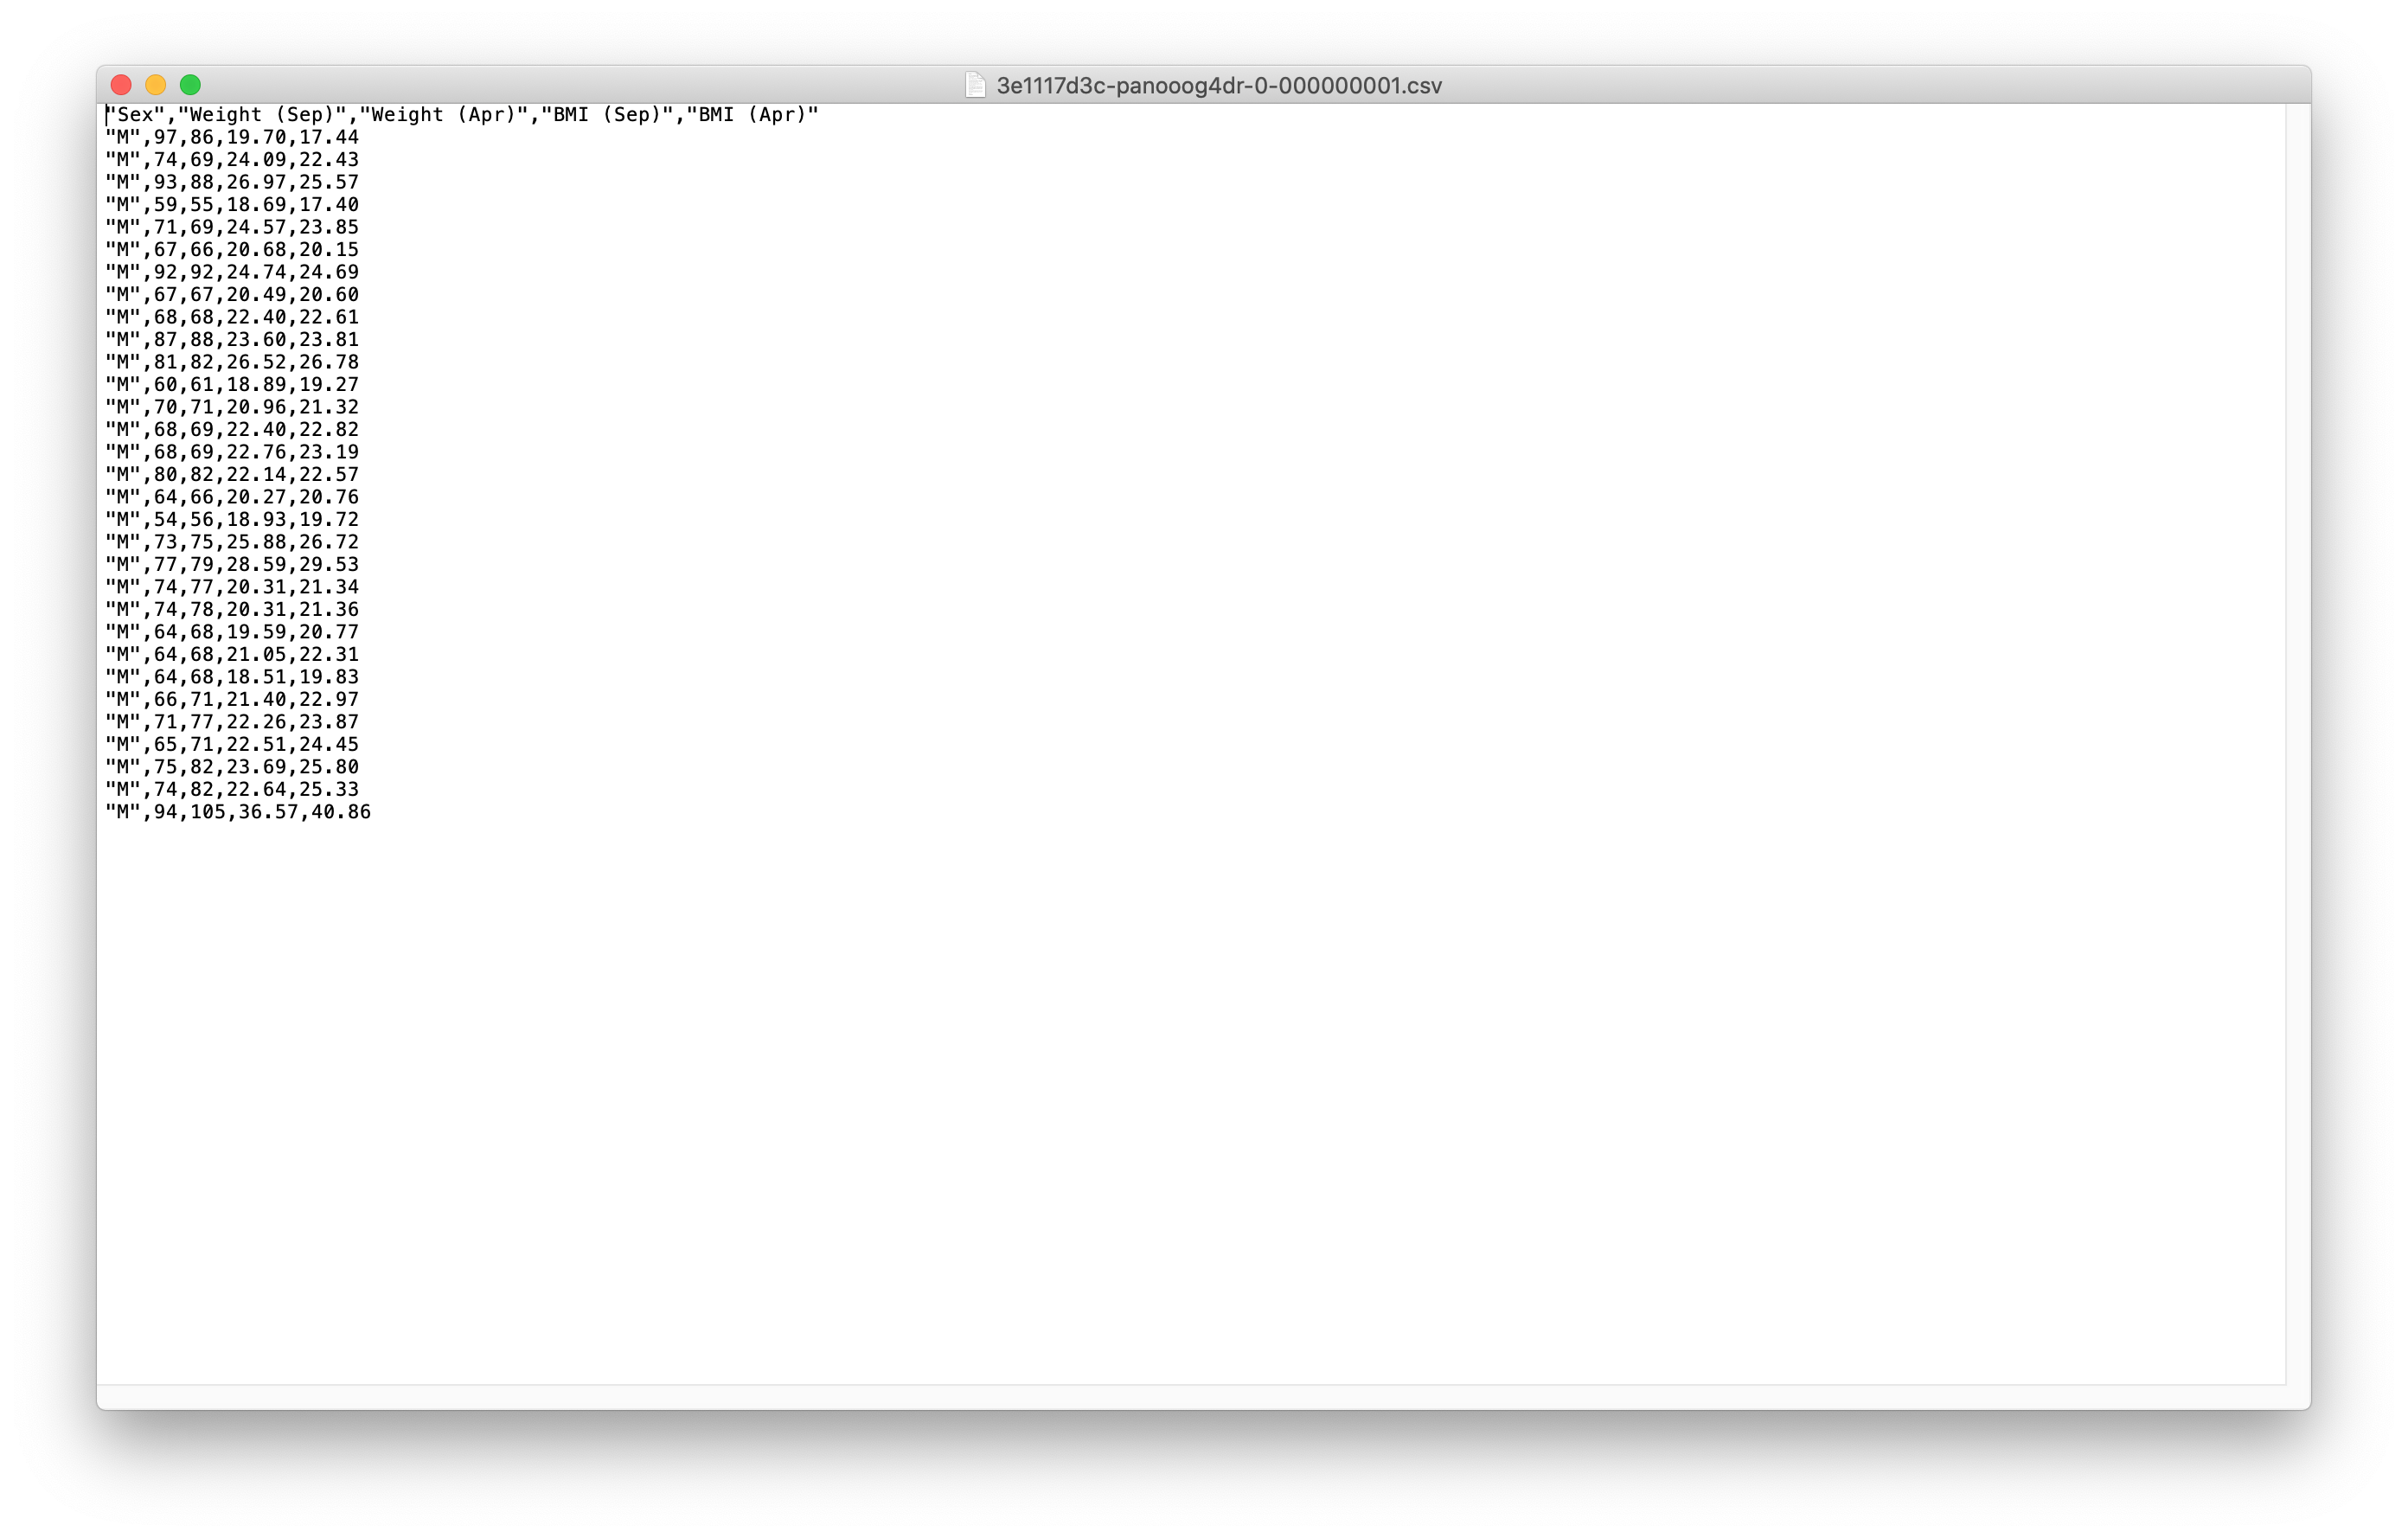 3e1117d3c-panooog4dr-0-000000001.csv
"Sex","Weight (Sep)","Weight (Apr)","BMI (Sep)","BMI (Apr)"
"M",97,86,19.70,17.44
"M",74,69,24.09,22.43
"M",93,88,26.97,25.57
"M",59,55,18.69,17.40
"M",71,69,24.57,23.85
"M",67,66,20.68,20.15
"M",92,92,24.74,24.69
"M",67,67,20.49,20.60
"M",68,68,22.40,22.61
"M",87,88,23.60,23.81
"M",81,82,26.52,26.78
"M",60,61,18.89,19.27
"M",70,71,20.96,21.32
"M",68,69,22.40,22.82
"M",68,69,22.76,23.19
"M",80,82,22.14,22.57
"M",64,66,20.27,20.76
"M",54,56,18.93,19.72
"M",73,75,25.88,26.72
"M",77,79,28.59,29.53
"M",74,77,20.31,21.34
"M",74,78,20.31,21.36
"M",64,68,19.59,20.77
"M",64,68,21.05,22.31
"M",64,68,18.51,19.83
"M",66,71,21.40,22.97
"M",71,77,22.26,23.87
"M",65,71,22.51,24.45
"M",75,82,23.69,25.80
"M",74,82,22.64,25.33
"M",94,105,36.57,40.86